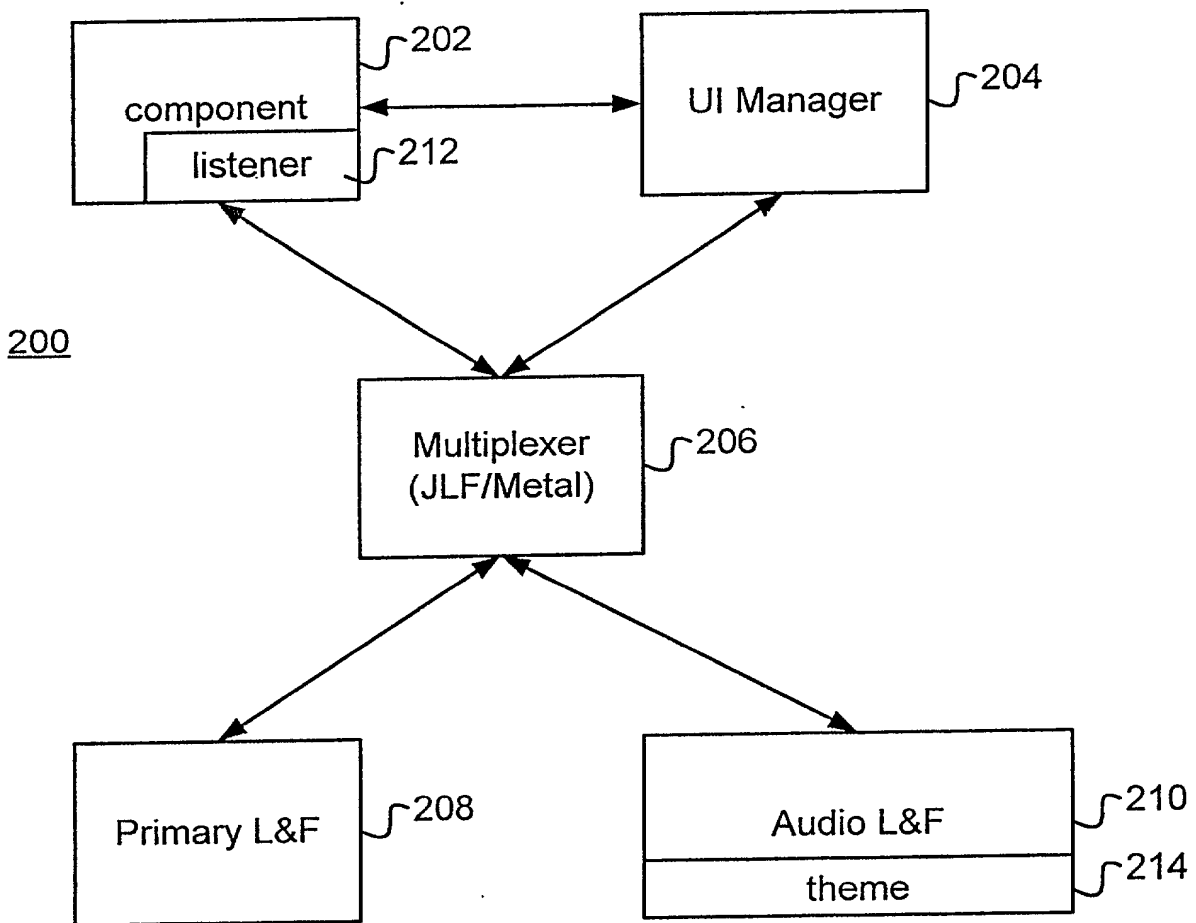 202
component
UI Manager
204
listener
212
200
Multiplexer
(JLF/Metal)
206
Primary L&F
208
Audio L&F
210
theme
214